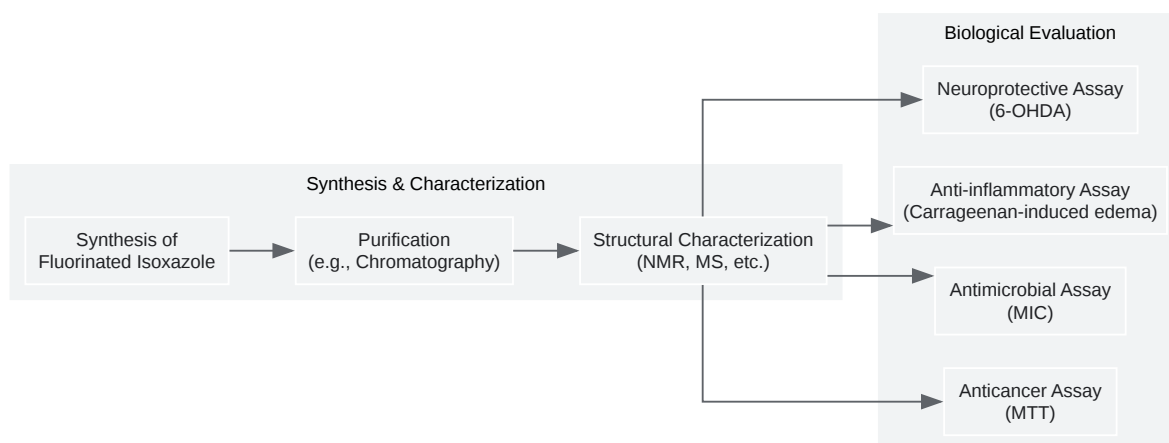 Synthesis & Characterization
Synthesis of
Fluorinated Isoxazole
Purification
(e.g., Chromatography)
Structural Characterization
(NMR, MS, etc.)
Biological Evaluation
Neuroprotective Assay
(6-OHDA)
Anti-inflammatory Assay
(Carrageenan-induced edema)
Antimicrobial Assay
(MIC)
Anticancer Assay
(MTT)